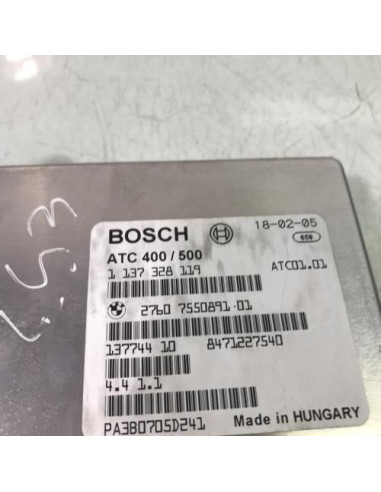 BOSCH 18-02-05
ATC 400 / 500 658
1 137 328 119 ATC01.01
2760 7550891-01
137744 10 8471227540
4.4 1.1
PA3B0705D241 Made in HUNGARY